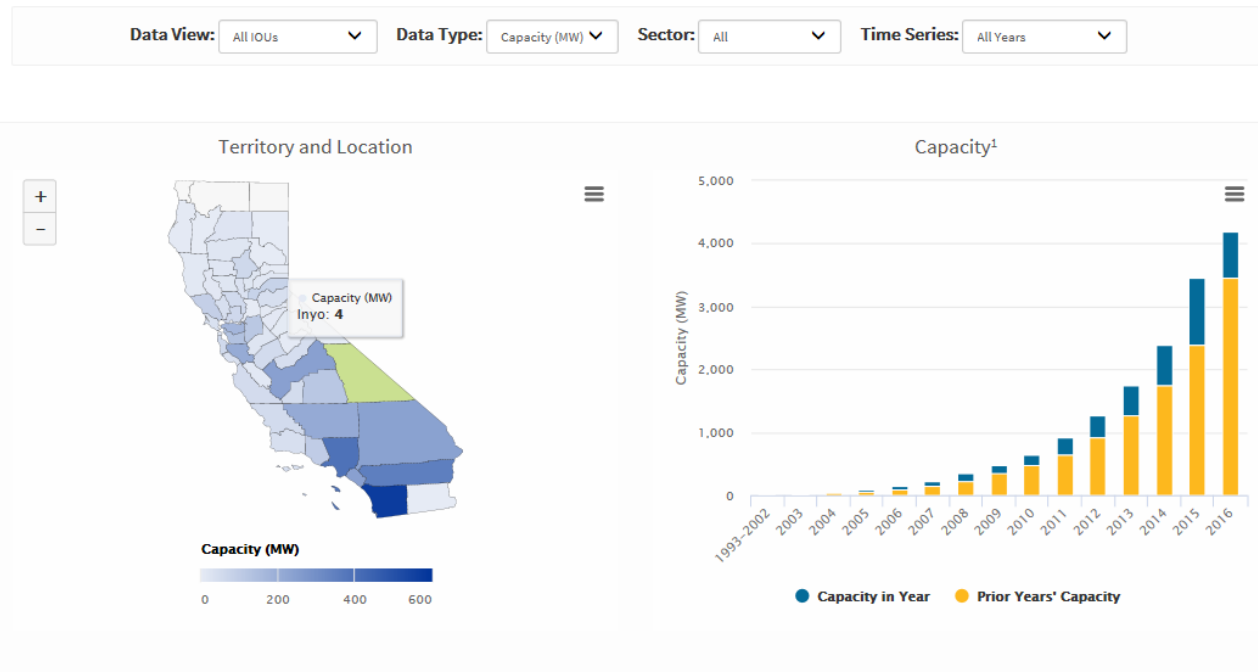 Data View: All IOUs Data Type: Capacity (MW) Sector: All Time Series: All Years
Territory and Location
+
−
Capacity (MW)
Inyo: 4
Capacity (MW)
0 200 400 600
Capacity¹
5,000
4,000
3,000
2,000
1,000
0
Capacity (MW)
1993-2002 2003 2004 2005 2006 2007 2008 2009 2010 2011 2012 2013 2014 2015 2016
Capacity in Year Prior Years' Capacity